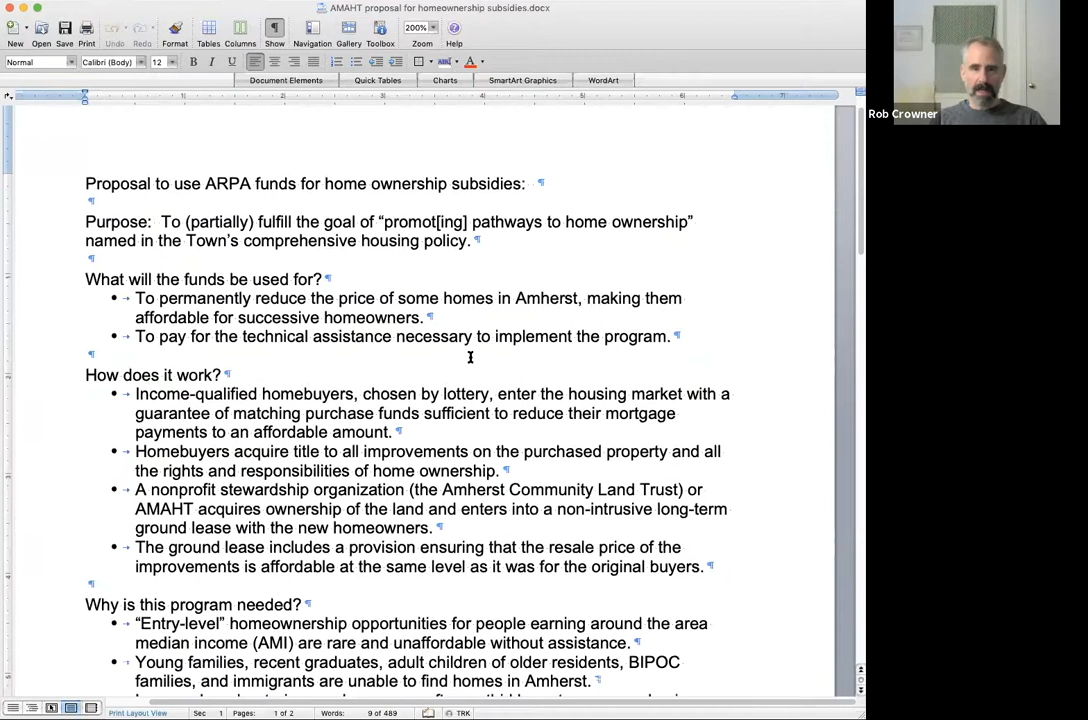 AMAHT proposal for homeownership subsidies.docx
New Open Save Print Undo Redo Format Tables Columns Show Navigation Gallery Toolbox Zoom Help
200%
Normal Calibri (Body) 12 B I U
Document Elements Quick Tables Charts SmartArt Graphics WordArt
Rob Crowner
Proposal to use ARPA funds for home ownership subsidies:
Purpose: To (partially) fulfill the goal of “promot[ing] pathways to home ownership”
named in the Town’s comprehensive housing policy.
What will the funds be used for?
• To permanently reduce the price of some homes in Amherst, making them
affordable for successive homeowners.
• To pay for the technical assistance necessary to implement the program.
How does it work?
• Income-qualified homebuyers, chosen by lottery, enter the housing market with a
guarantee of matching purchase funds sufficient to reduce their mortgage
payments to an affordable amount.
• Homebuyers acquire title to all improvements on the purchased property and all
the rights and responsibilities of home ownership.
• A nonprofit stewardship organization (the Amherst Community Land Trust) or
AMAHT acquires ownership of the land and enters into a non-intrusive long-term
ground lease with the new homeowners.
• The ground lease includes a provision ensuring that the resale price of the
improvements is affordable at the same level as it was for the original buyers.
Why is this program needed?
• “Entry-level” homeownership opportunities for people earning around the area
median income (AMI) are rare and unaffordable without assistance.
• Young families, recent graduates, adult children of older residents, BIPOC
families, and immigrants are unable to find homes in Amherst.
Print Layout View Sec 1 Pages: 1 of 2 Words: 9 of 489 TRK